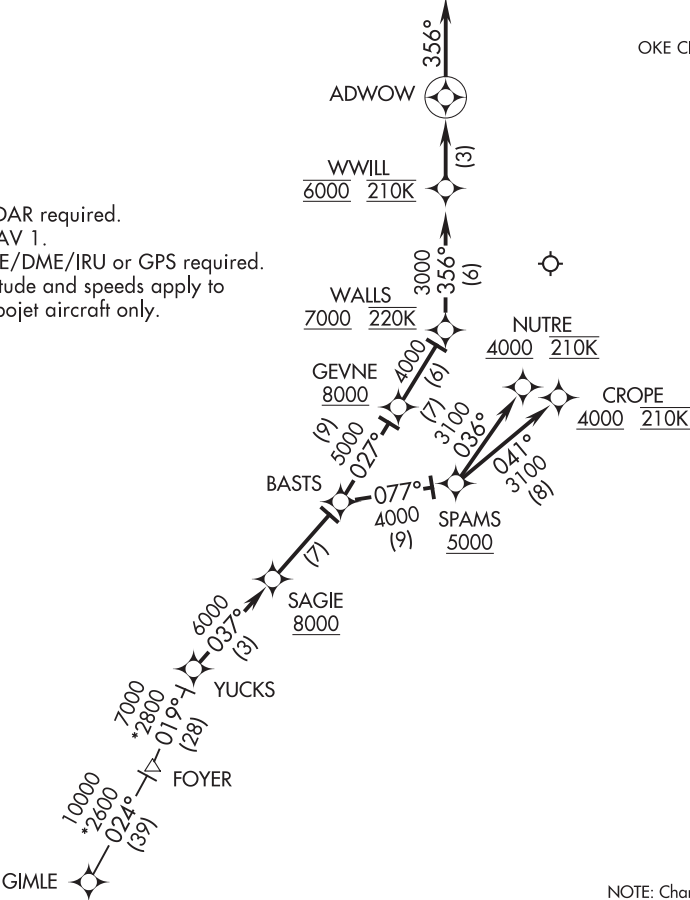 356°
OKE
ADWOW
(3)
WWILL
6000 210K
DAR required.
AV 1.
E/DME/IRU or GPS required.
tude and speeds apply to
bojet aircraft only.
3000
356°
(6)
WALLS
7000 220K
NUTRE
4000 210K
GEVNE
8000
4000
(6)
CROPE
4000 210K
(7)
3100
036°
(9)
5000
027°
041°
3100
(8)
BASTS
077°
4000
(9)
SPAMS
5000
(7)
SAGIE
8000
6000
037°
(3)
YUCKS
7000
*2800
019°
(28)
FOYER
10000
*2600
024°
(39)
GIMLE
NOTE: